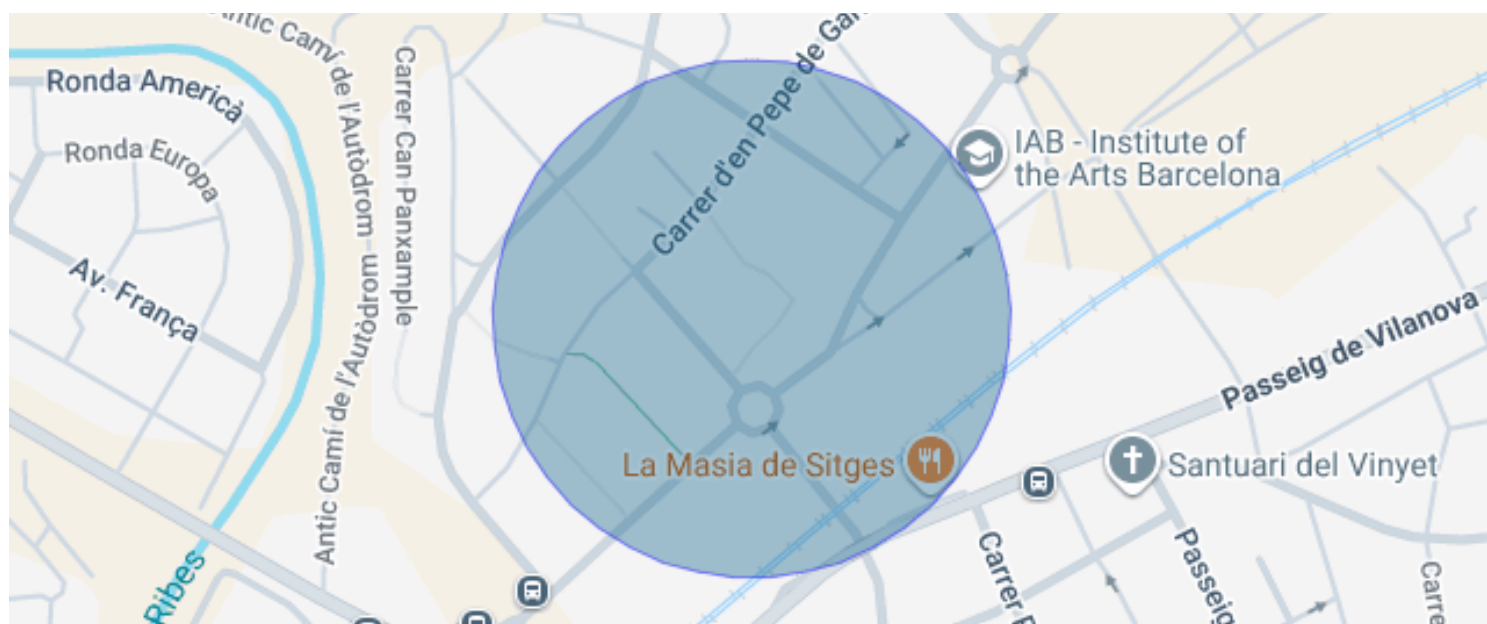 Antic Camí de l'Autòdrom
Carrer d'en Pepe de Gar
Ronda Americà
Ronda Europa
Carrer Can Panxample
IAB - Institute of
the Arts Barcelona
Av. França
Antic Camí de l'Autòdrom
Passeig de Vilanova
La Masia de Sitges
Santuari del Vinyet
Ribes
Carrer
Passeig
Carre